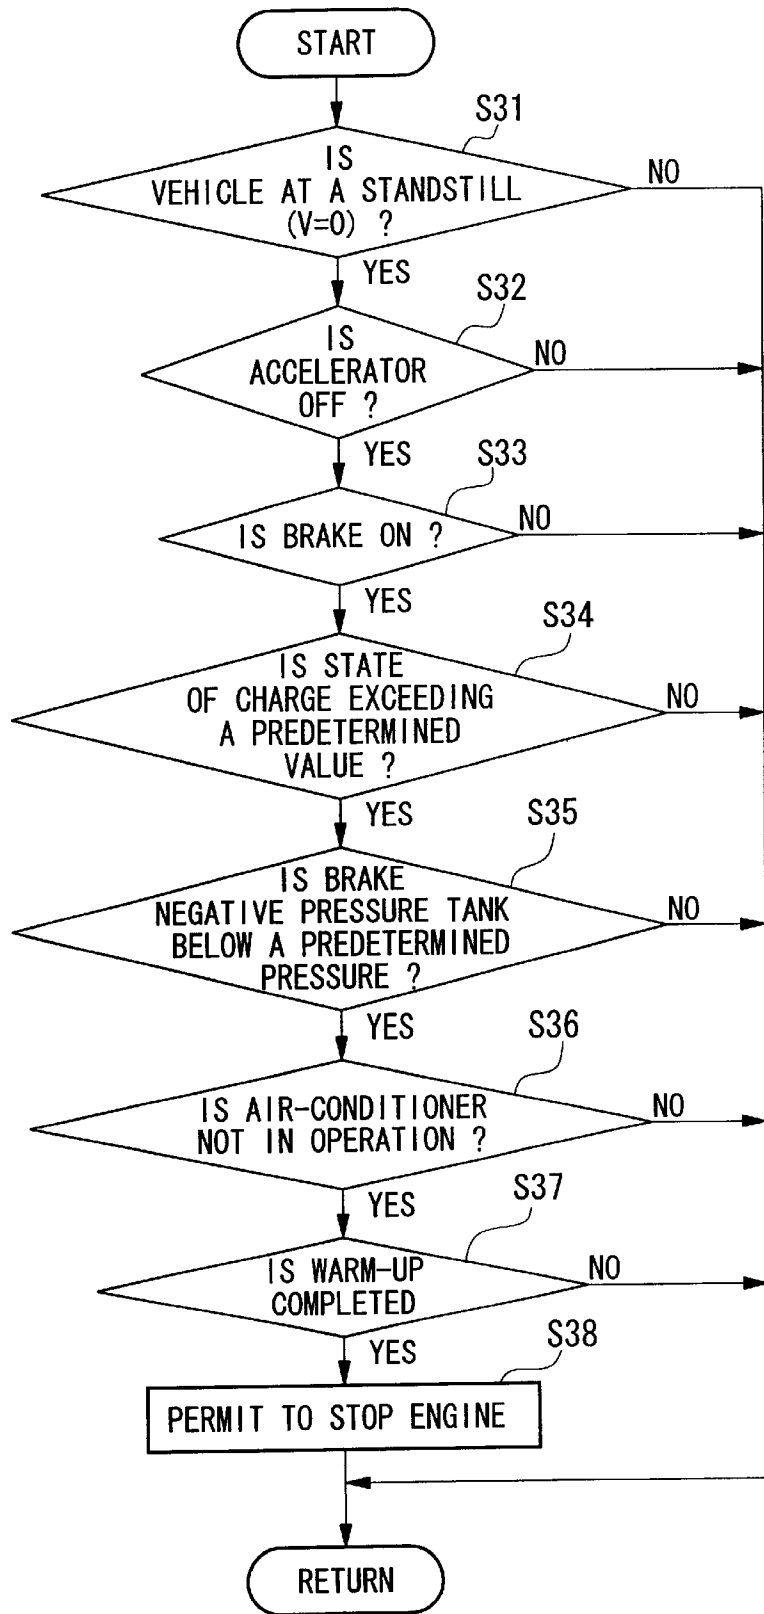 START
S31
IS
VEHICLE AT A STANDSTILL
(V=0) ?
NO
YES
S32
IS
ACCELERATOR
OFF ?
NO
YES
S33
IS BRAKE ON ?
NO
YES
S34
IS STATE
OF CHARGE EXCEEDING
A PREDETERMINED
VALUE ?
NO
YES
S35
IS BRAKE
NEGATIVE PRESSURE TANK
BELOW A PREDETERMINED
PRESSURE ?
NO
YES
S36
IS AIR-CONDITIONER
NOT IN OPERATION ?
NO
YES
S37
IS WARM-UP
COMPLETED
NO
YES
S38
PERMIT TO STOP ENGINE
RETURN